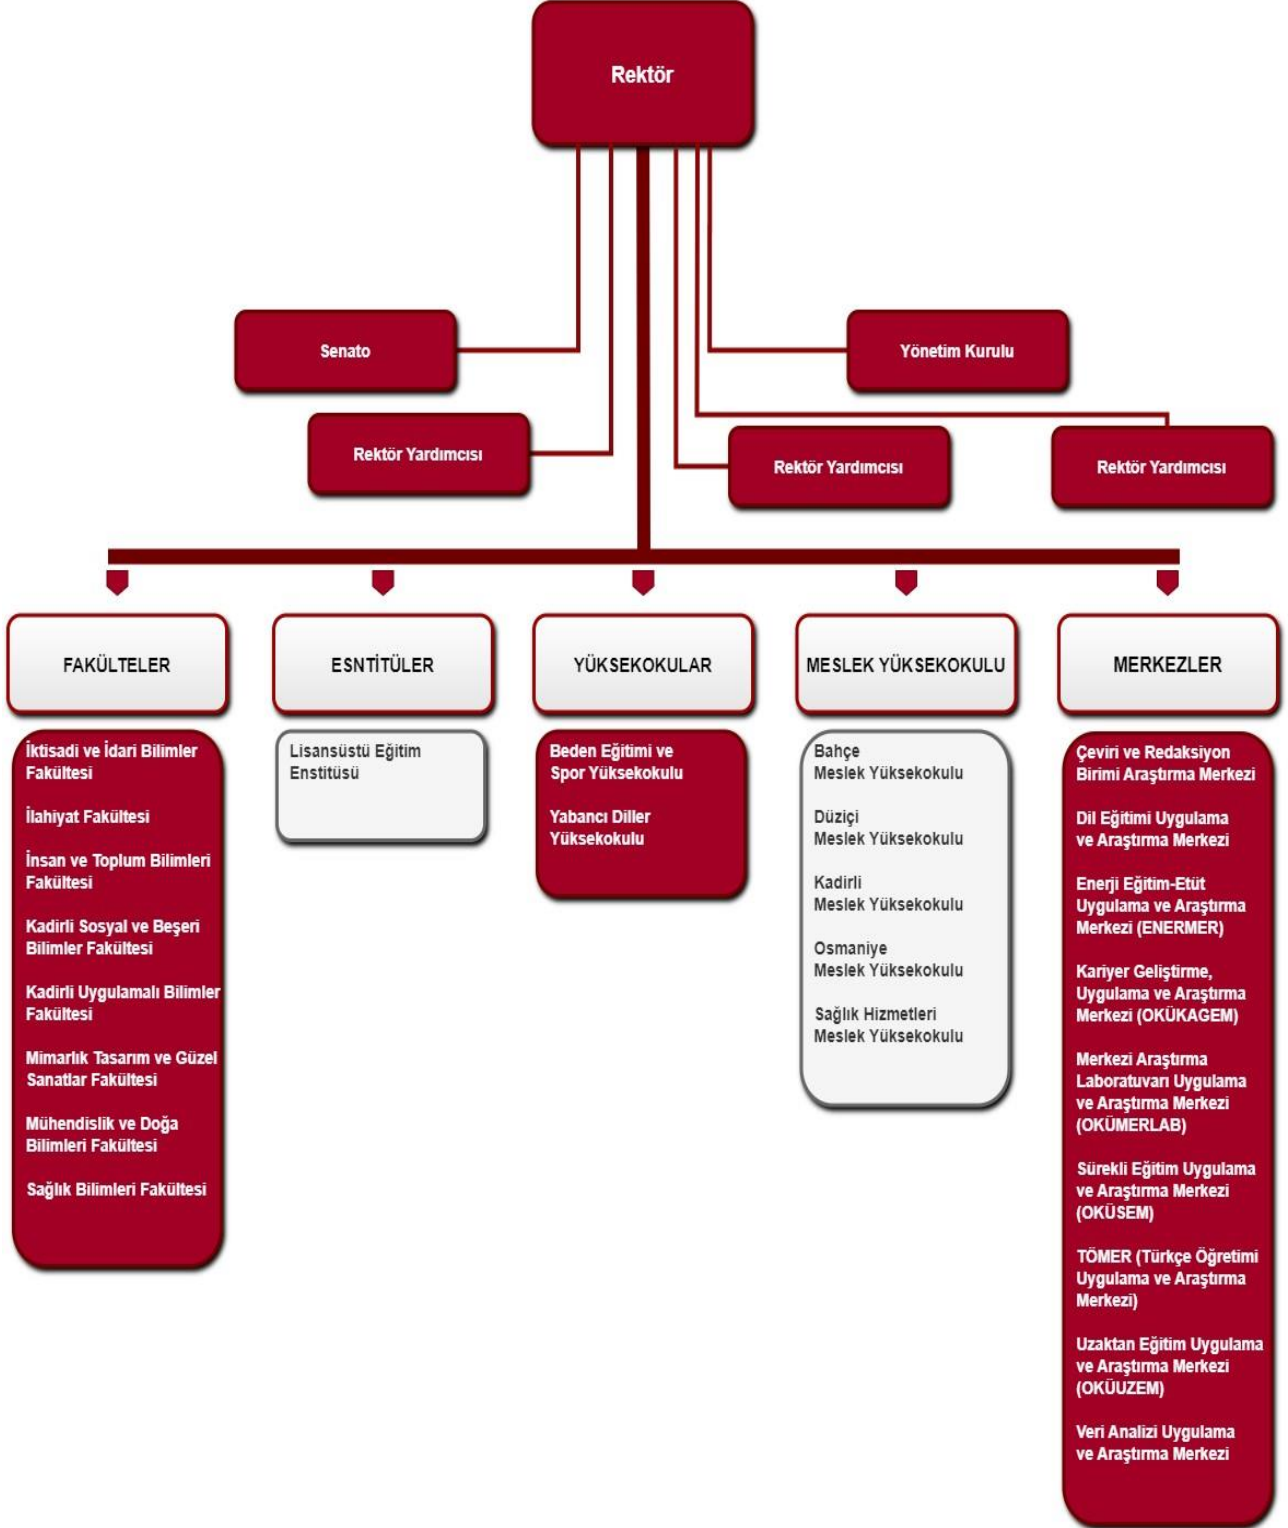 Rektör
Senato
Yönetim Kurulu
Rektör Yardımcısı
Rektör Yardımcısı
Rektör Yardımcısı
FAKÜLTELER
İktisadi ve İdari Bilimler
Fakültesi
İlahiyat Fakültesi
İnsan ve Toplum Bilimleri
Fakültesi
Kadirli Sosyal ve Beşeri
Bilimler Fakültesi
Kadirli Uygulamalı Bilimler
Fakültesi
Mimarlık Tasarım ve Güzel
Sanatlar Fakültesi
Mühendislik ve Doğa
Bilimleri Fakültesi
Sağlık Bilimleri Fakültesi
ESNTİTÜLER
Lisansüstü Eğitim
Enstitüsü
YÜKSEKOKULAR
Beden Eğitimi ve
Spor Yüksekokulu
Yabancı Diller
Yüksekokulu
MESLEK YÜKSEKOKULU
Bahçe
Meslek Yüksekokulu
Düziçi
Meslek Yüksekokulu
Kadirli
Meslek Yüksekokulu
Osmaniye
Meslek Yüksekokulu
Sağlık Hizmetleri
Meslek Yüksekokulu
MERKEZLER
Çeviri ve Redaksiyon
Birimi Araştırma Merkezi
Dil Eğitimi Uygulama
ve Araştırma Merkezi
Enerji Eğitim-Etüt
Uygulama ve Araştırma
Merkezi (ENERMER)
Kariyer Geliştirme,
Uygulama ve Araştırma
Merkezi (OKÜKAGEM)
Merkezi Araştırma
Laboratuvarı Uygulama
ve Araştırma Merkezi
(OKÜMERLAB)
Sürekli Eğitim Uygulama
ve Araştırma Merkezi
(OKÜSEM)
TÖMER (Türkçe Öğretimi
Uygulama ve Araştırma
Merkezi)
Uzaktan Eğitim Uygulama
ve Araştırma Merkezi
(OKÜUZEM)
Veri Analizi Uygulama
ve Araştırma Merkezi